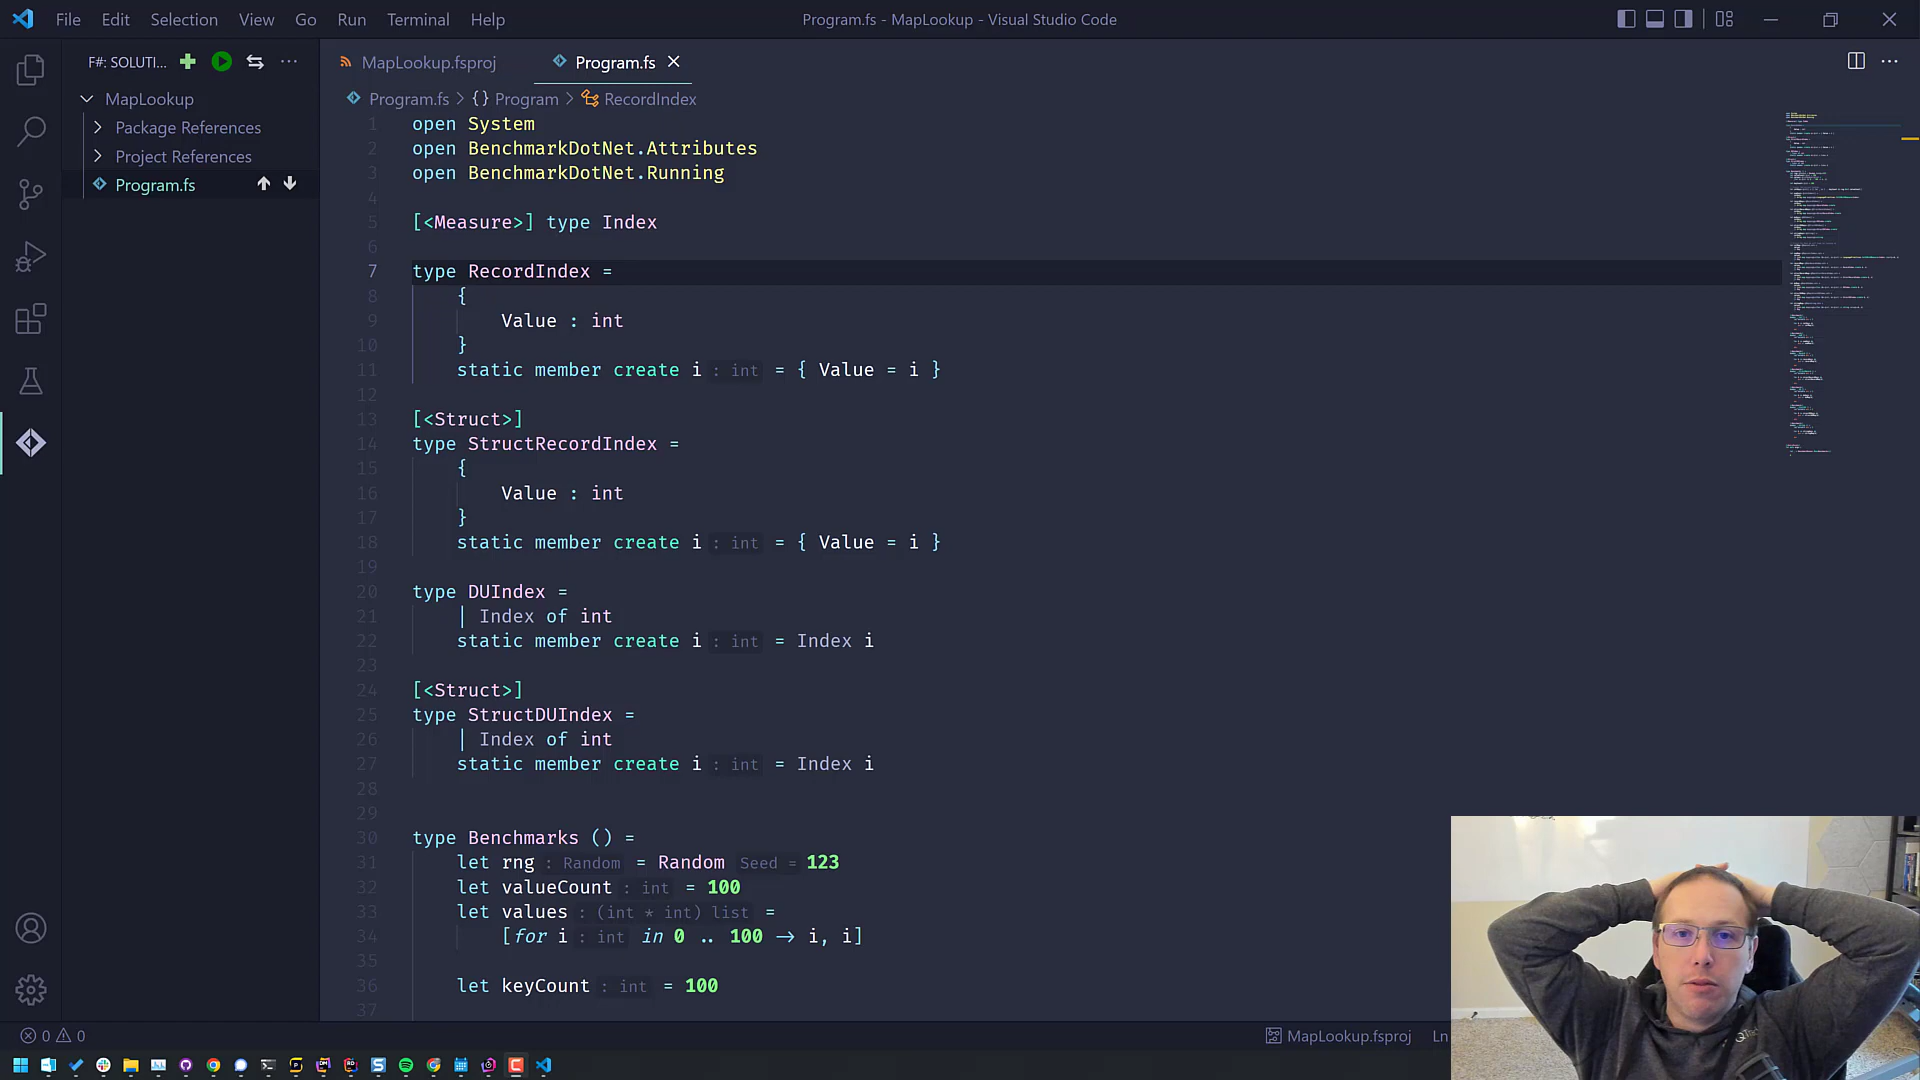 File Edit Selection View Go Run Terminal Help
Program.fs - MapLookup - Visual Studio Code
F#: SOLUTI...
MapLookup
Package References
Project References
Program.fs
MapLookup.fsproj
Program.fs
Program.fs > {} Program > RecordIndex
1 open System
2 open BenchmarkDotNet.Attributes
3 open BenchmarkDotNet.Running
4
5 [<Measure>] type Index
6
7 type RecordIndex =
8 {
9 Value : int
10 }
11 static member create i : int = { Value = i }
12
13 [<Struct>]
14 type StructRecordIndex =
15 {
16 Value : int
17 }
18 static member create i : int = { Value = i }
19
20 type DUIndex =
21 | Index of int
22 static member create i : int = Index i
23
24 [<Struct>]
25 type StructDUIndex =
26 | Index of int
27 static member create i : int = Index i
28
29
30 type Benchmarks () =
31 let rng : Random = Random Seed = 123
32 let valueCount : int = 100
33 let values : (int * int) list =
34 [for i : int in 0 .. 100 -> i, i]
35
36 let keyCount : int = 100
37
0 0
MapLookup.fsproj
Ln